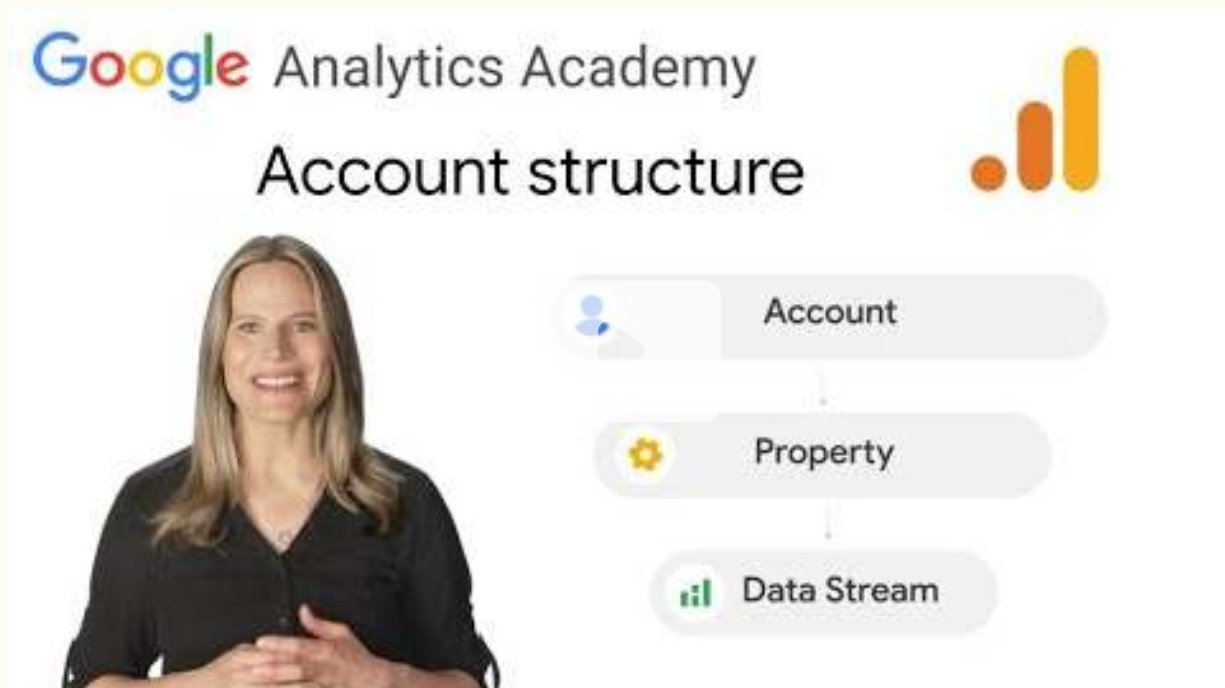 Google Analytics Academy
Account structure
Account
Property
Data Stream